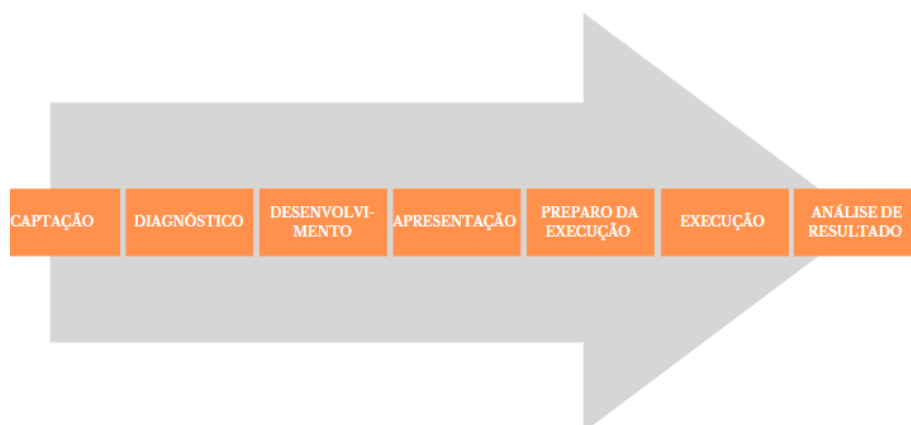 CAPTAÇÃO
DIAGNÓSTICO
DESENVOLVI-
MENTO
APRESENTAÇÃO
PREPARO DA
EXECUÇÃO
EXECUÇÃO
ANÁLISE DE
RESULTADO